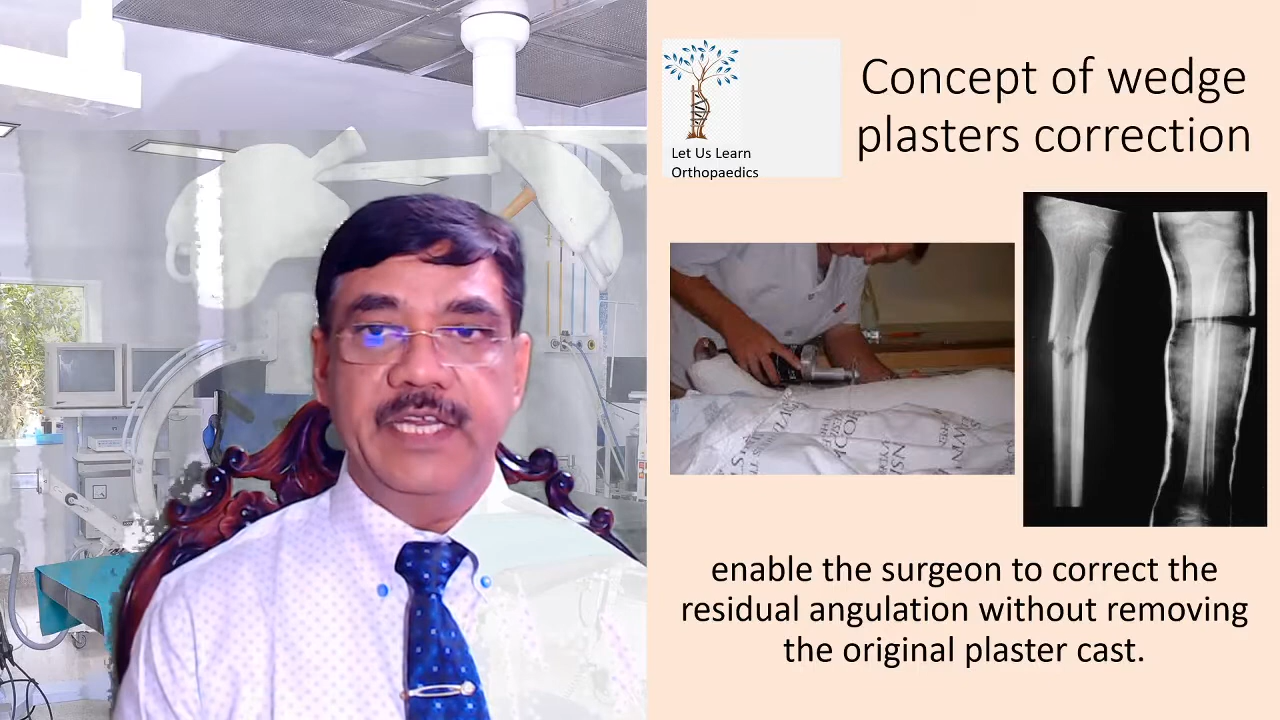 Let Us Learn
Orthopaedics
Concept of wedge
plasters correction
enable the surgeon to correct the
residual angulation without removing
the original plaster cast.